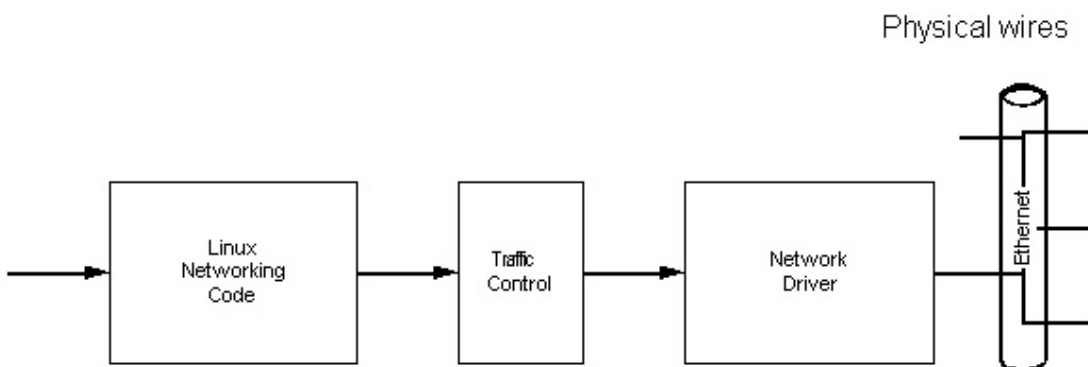 Physical wires
Linux
Networking
Code
Traffic
Control
Network
Driver
Ethernet